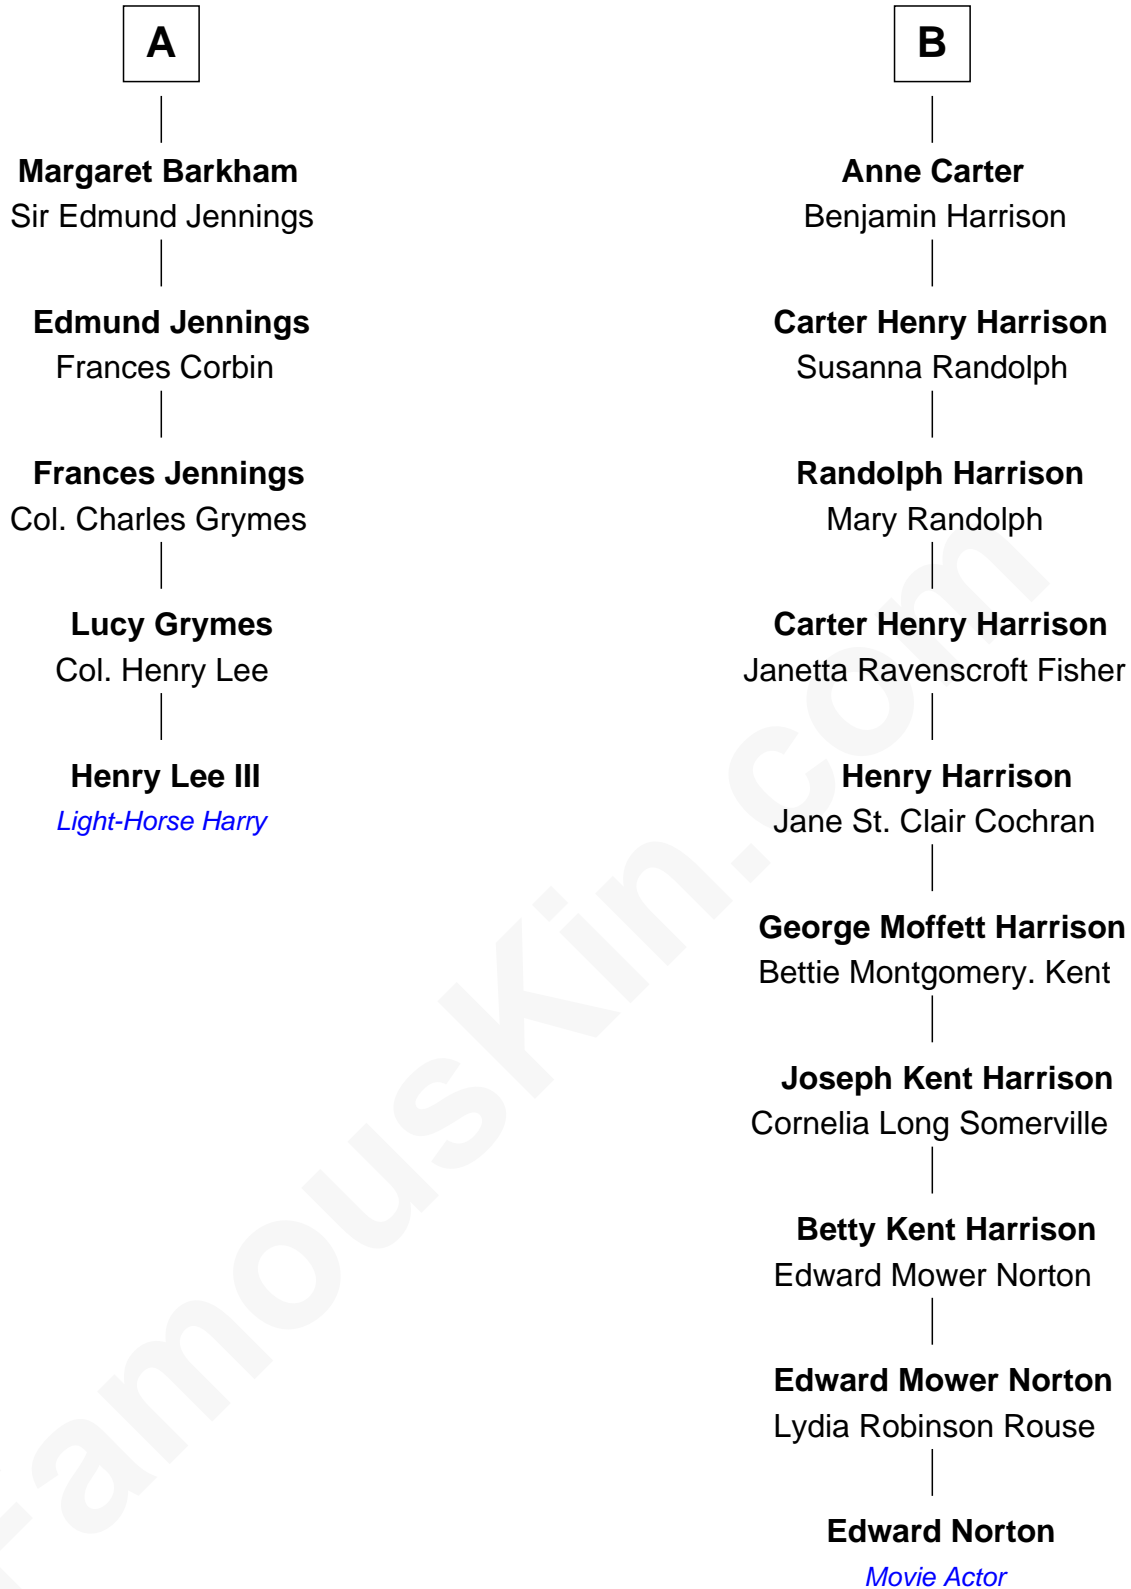 A
Margaret Barkham
Sir Edmund Jennings
Edmund Jennings
Frances Corbin
Frances Jennings
Col. Charles Grymes
Lucy Grymes
Col. Henry Lee
Henry Lee III
Light-Horse Harry
B
Anne Carter
Benjamin Harrison
Carter Henry Harrison
Susanna Randolph
Randolph Harrison
Mary Randolph
Carter Henry Harrison
Janetta Ravenscroft Fisher
Henry Harrison
Jane St. Clair Cochran
George Moffett Harrison
Bettie Montgomery. Kent
Joseph Kent Harrison
Cornelia Long Somerville
Betty Kent Harrison
Edward Mower Norton
Edward Mower Norton
Lydia Robinson Rouse
Edward Norton
Movie Actor
FamousKin.com